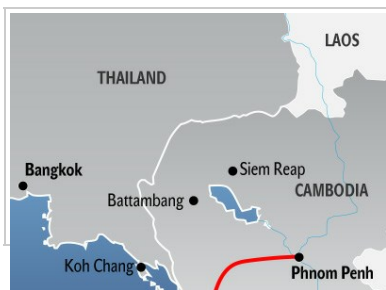 LAOS
THAILAND
Bangkok
Siem Reap
CAMBODIA
Battambang
Koh Chang
Phnom Penh